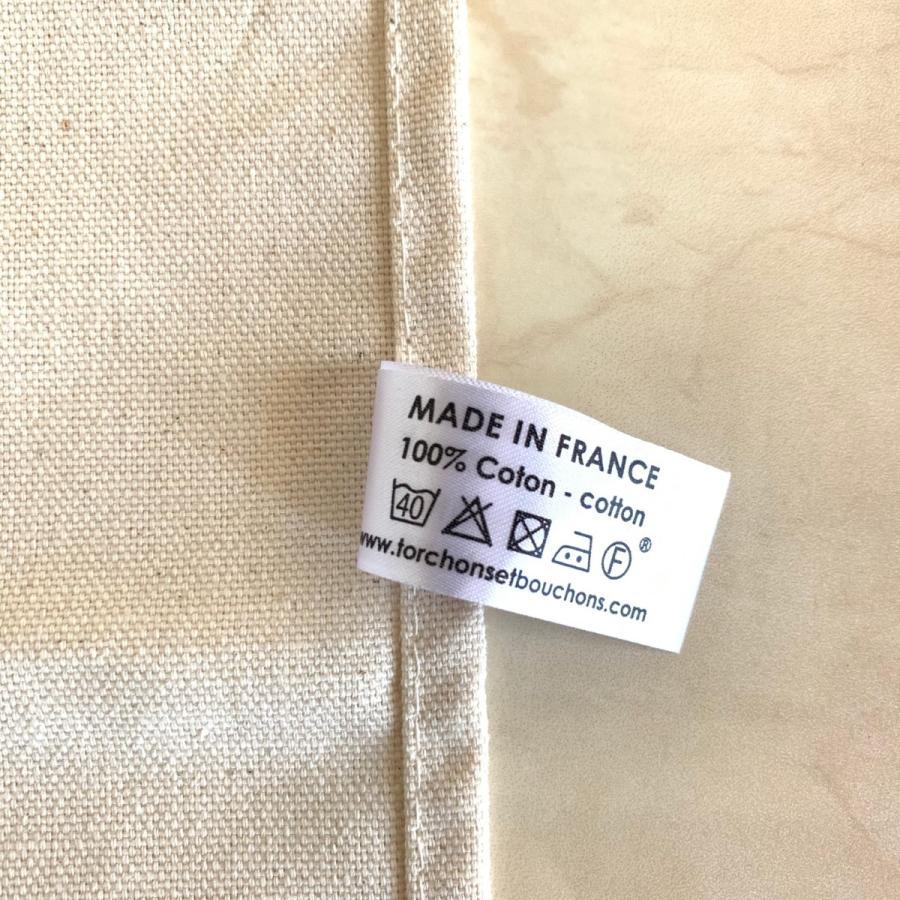 MADE IN FRANCE
100% Coton - cotton
40 F ®
www.torchonsetbouchons.com